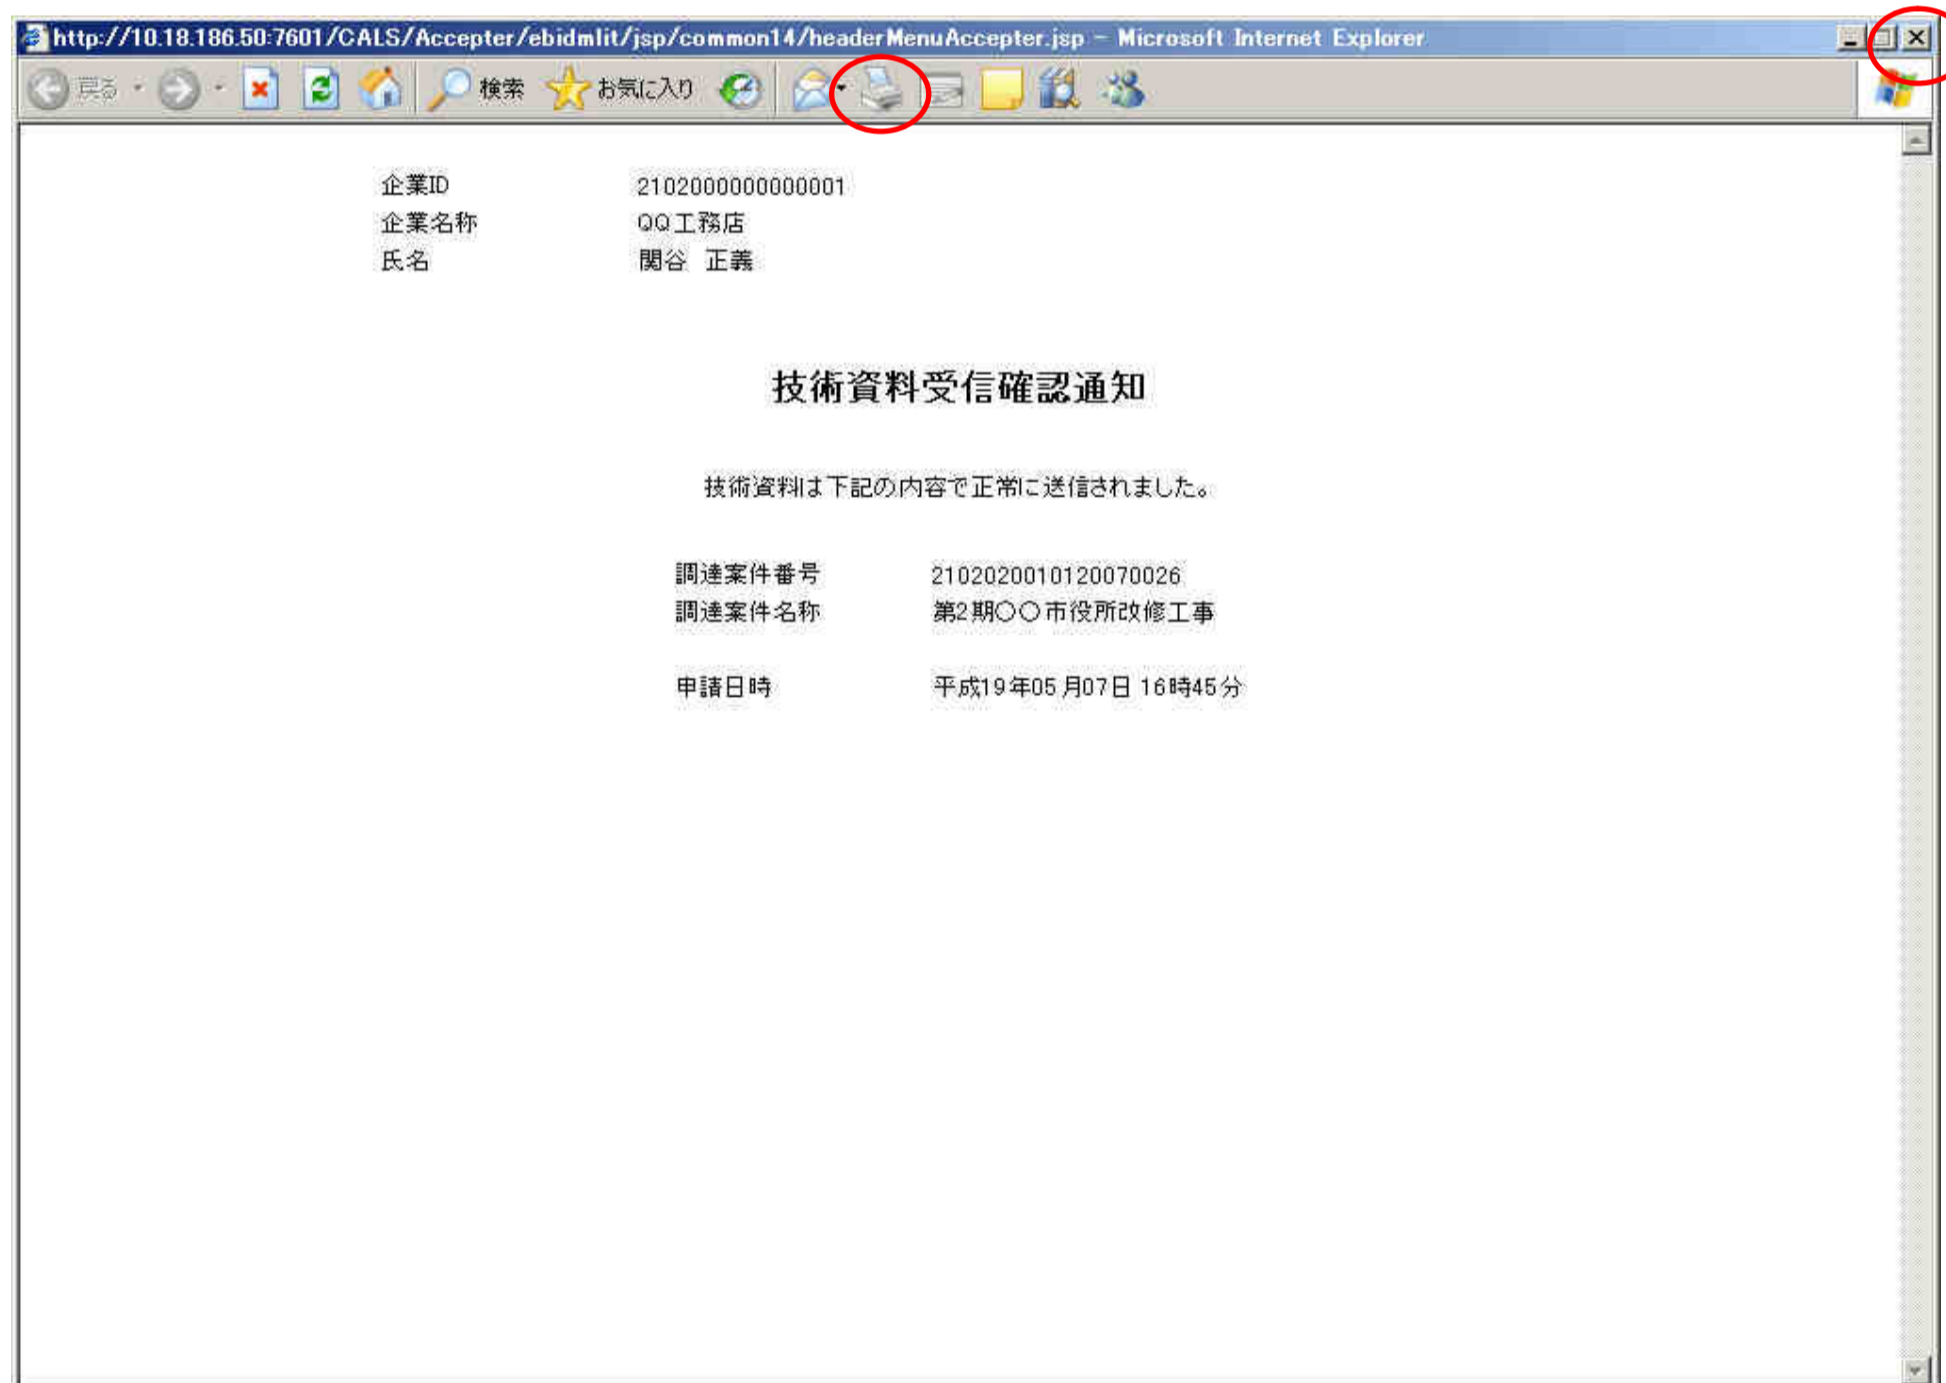 http://10.18.186.50:7601/CALS/Accepter/ebidmlit/jsp/common14/headerMenuAccepter.jsp - Microsoft Internet Explorer
戻る 検索 お気に入り
企業ID 2102000000000001
企業名称 QQ工務店
氏名 関谷 正義
技術資料受信確認通知
技術資料は下記の内容で正常に送信されました。
調達案件番号 2102020010120070026
調達案件名称 第2期〇〇市役所改修工事
申請日時 平成19年05月07日 16時45分